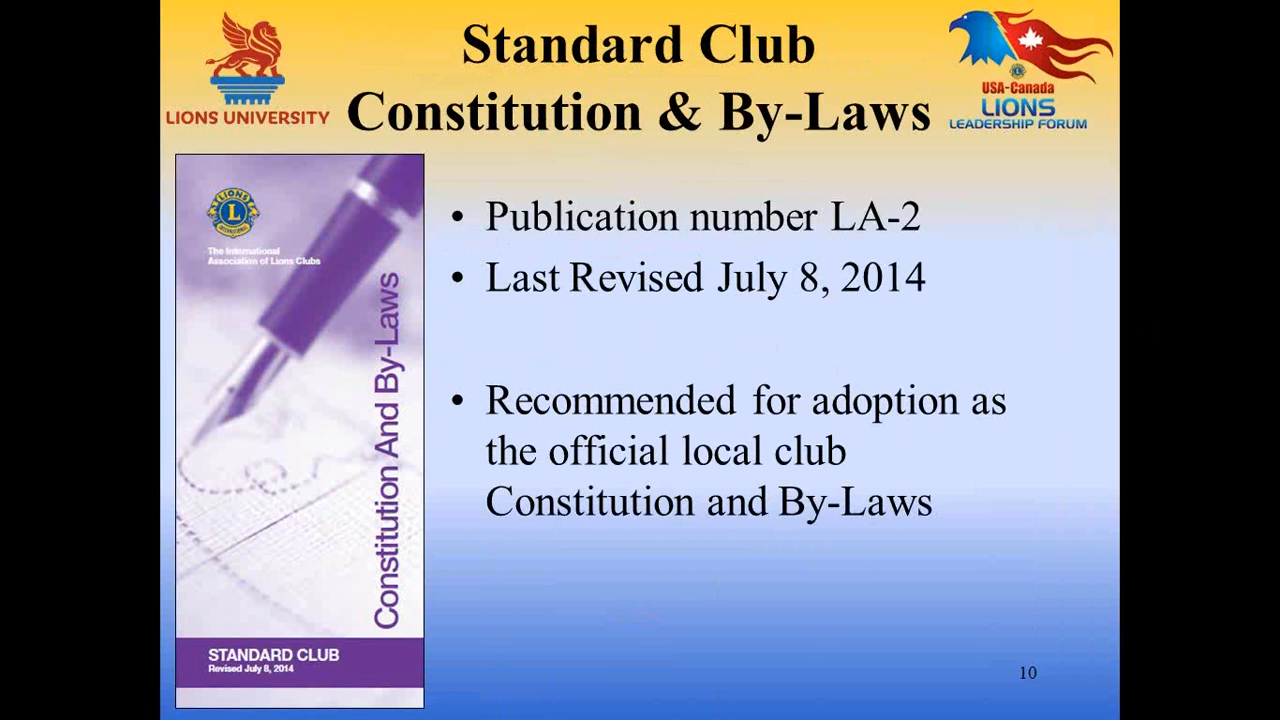 Standard Club
Constitution & By-Laws
LIONS UNIVERSITY
USA-Canada
LIONS
LEADERSHIP FORUM
LIONS
L
INTERNATIONAL
The International
Association of Lions Clubs
Constitution And By-Laws
STANDARD CLUB
Revised July 8, 2014
• Publication number LA-2
• Last Revised July 8, 2014
• Recommended for adoption as
the official local club
Constitution and By-Laws
10